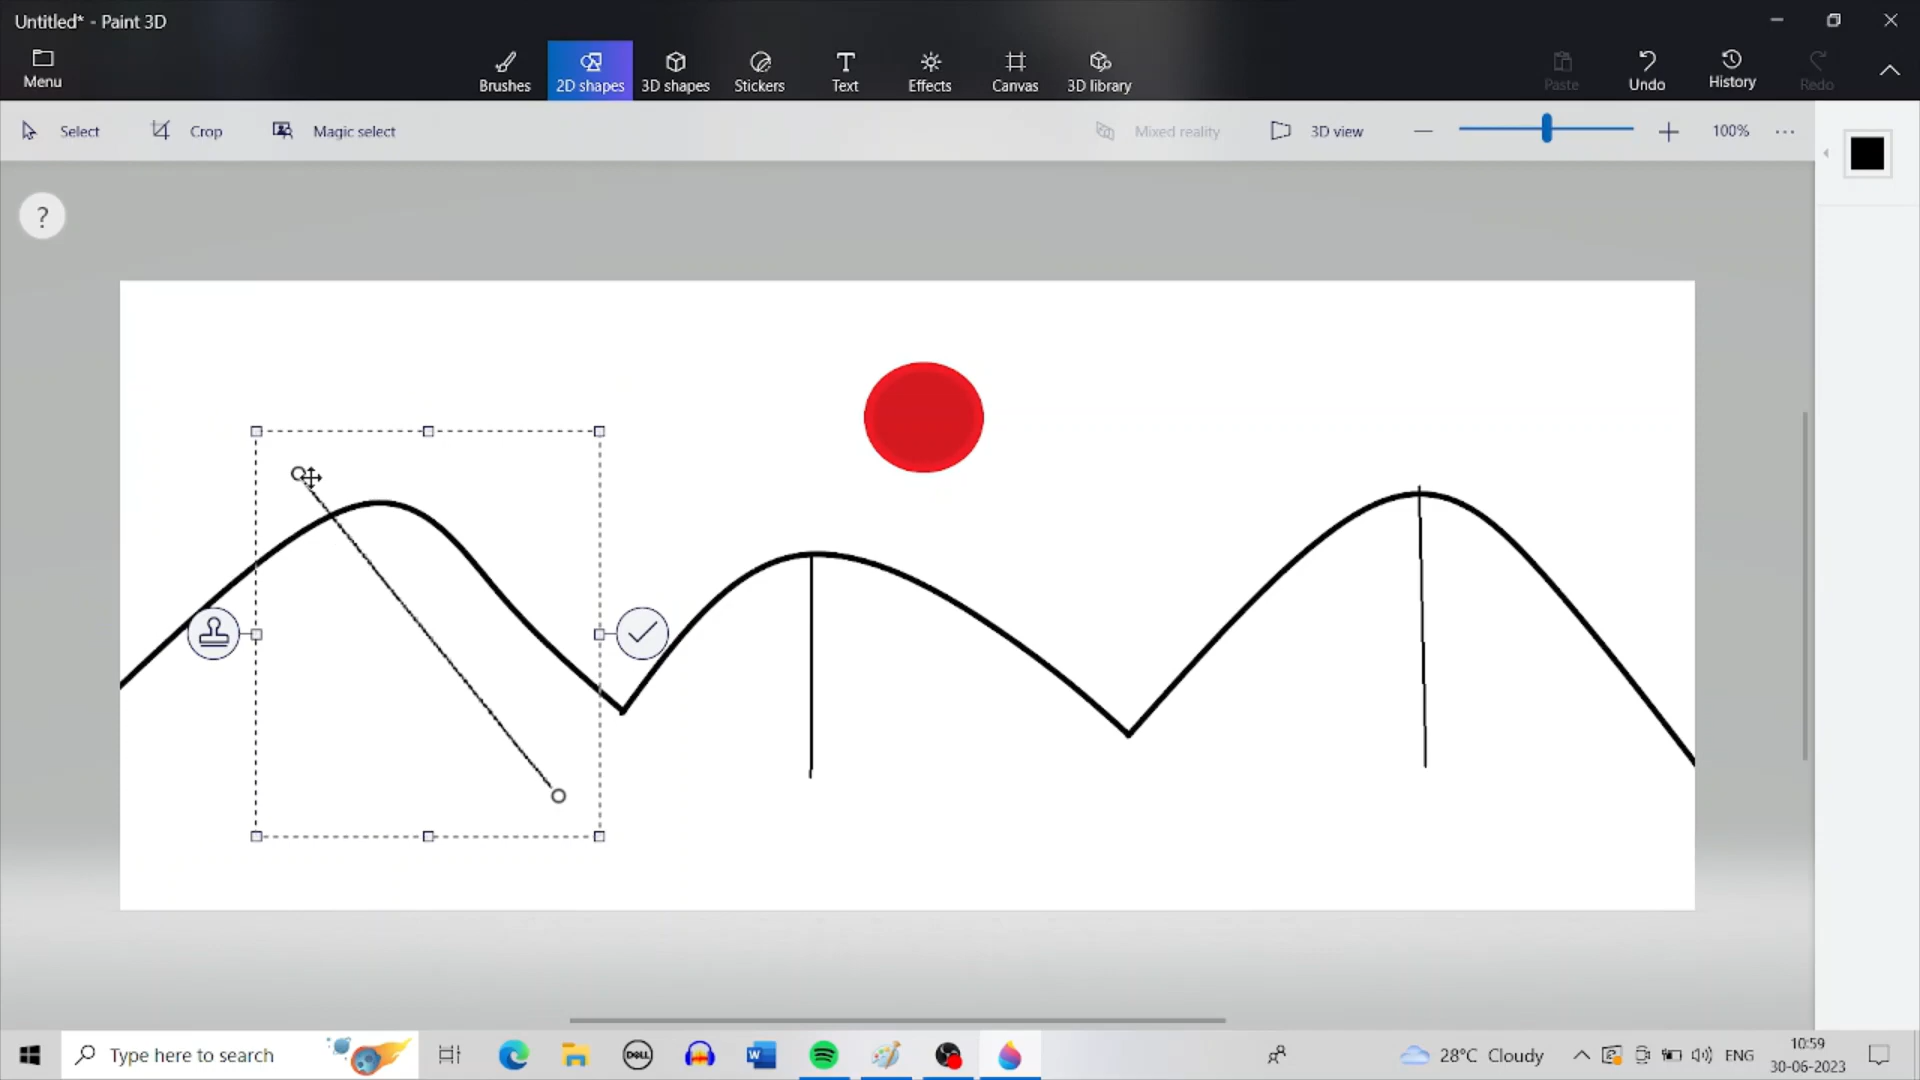 Untitled* - Paint 3D
Menu
Brushes
2D shapes
3D shapes
Stickers
Text
Effects
Canvas
3D library
Paste
Undo
History
Redo
Select
Crop
Magic select
Mixed reality
3D view
100%
?
Type here to search
DELL
28°C Cloudy
ENG
10:59
30-06-2023